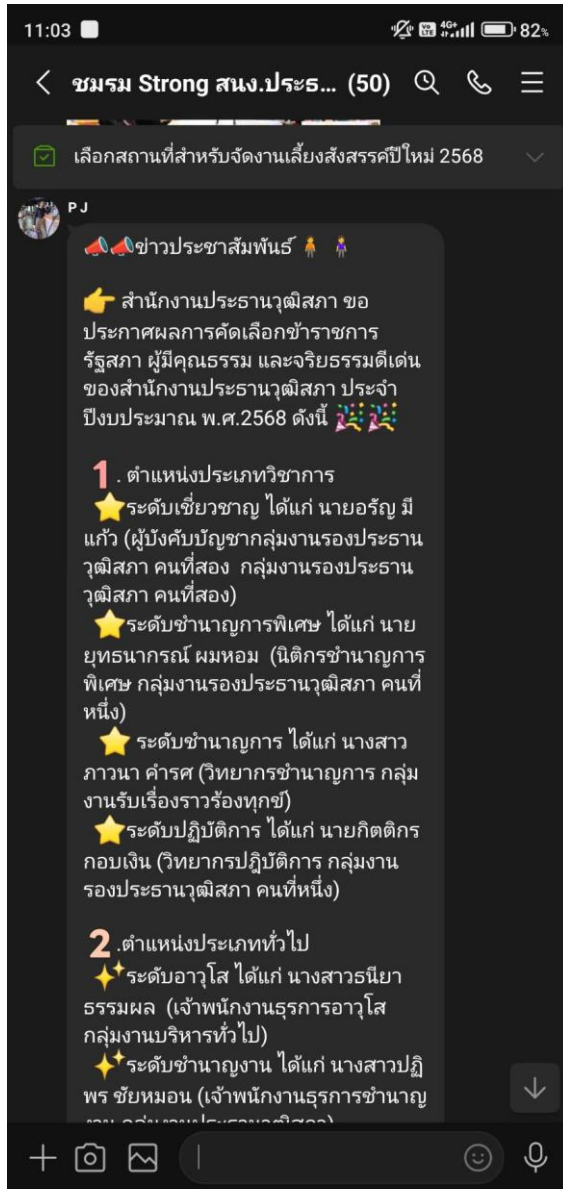 11:03
Vo LTE 4G+ 82%
ชมรม Strong สนง.ประธ... (50)
เลือกสถานที่สำหรับจัดงานเลี้ยงสังสรรค์ปีใหม่ 2568
P J
📣📣ข่าวประชาสัมพันธ์ 🧍 🧍‍♀️
👉 สำนักงานประธานวุฒิสภา ขอ
ประกาศผลการคัดเลือกข้าราชการ
รัฐสภา ผู้มีคุณธรรม และจริยธรรมดีเด่น
ของสำนักงานประธานวุฒิสภา ประจำ
ปีงบประมาณ พ.ศ.2568 ดังนี้ 🎉🎉
1. ตำแหน่งประเภทวิชาการ
⭐ระดับเชี่ยวชาญ ได้แก่ นายอรัญ มี
แก้ว (ผู้บังคับบัญชากลุ่มงานรองประธาน
วุฒิสภา คนที่สอง กลุ่มงานรองประธาน
วุฒิสภา คนที่สอง)
⭐ระดับชำนาญการพิเศษ ได้แก่ นาย
ยุทธนากรณ์ ผมหอม (นิติกรชำนาญการ
พิเศษ กลุ่มงานรองประธานวุฒิสภา คนที่
หนึ่ง)
⭐ ระดับชำนาญการ ได้แก่ นางสาว
ภาวนา คำรศ (วิทยากรชำนาญการ กลุ่ม
งานรับเรื่องราวร้องทุกข์)
⭐ระดับปฏิบัติการ ได้แก่ นายกิตติกร
กอบเงิน (วิทยากรปฎิบัติการ กลุ่มงาน
รองประธานวุฒิสภา คนที่หนึ่ง)
2.ตำแหน่งประเภททั่วไป
✨ระดับอาวุโส ได้แก่ นางสาวธนียา
ธรรมผล (เจ้าพนักงานธุรการอาวุโส
กลุ่มงานบริหารทั่วไป)
✨ระดับชำนาญงาน ได้แก่ นางสาวปฏิ
พร ชัยหมอน (เจ้าพนักงานธุรการชำนาญ